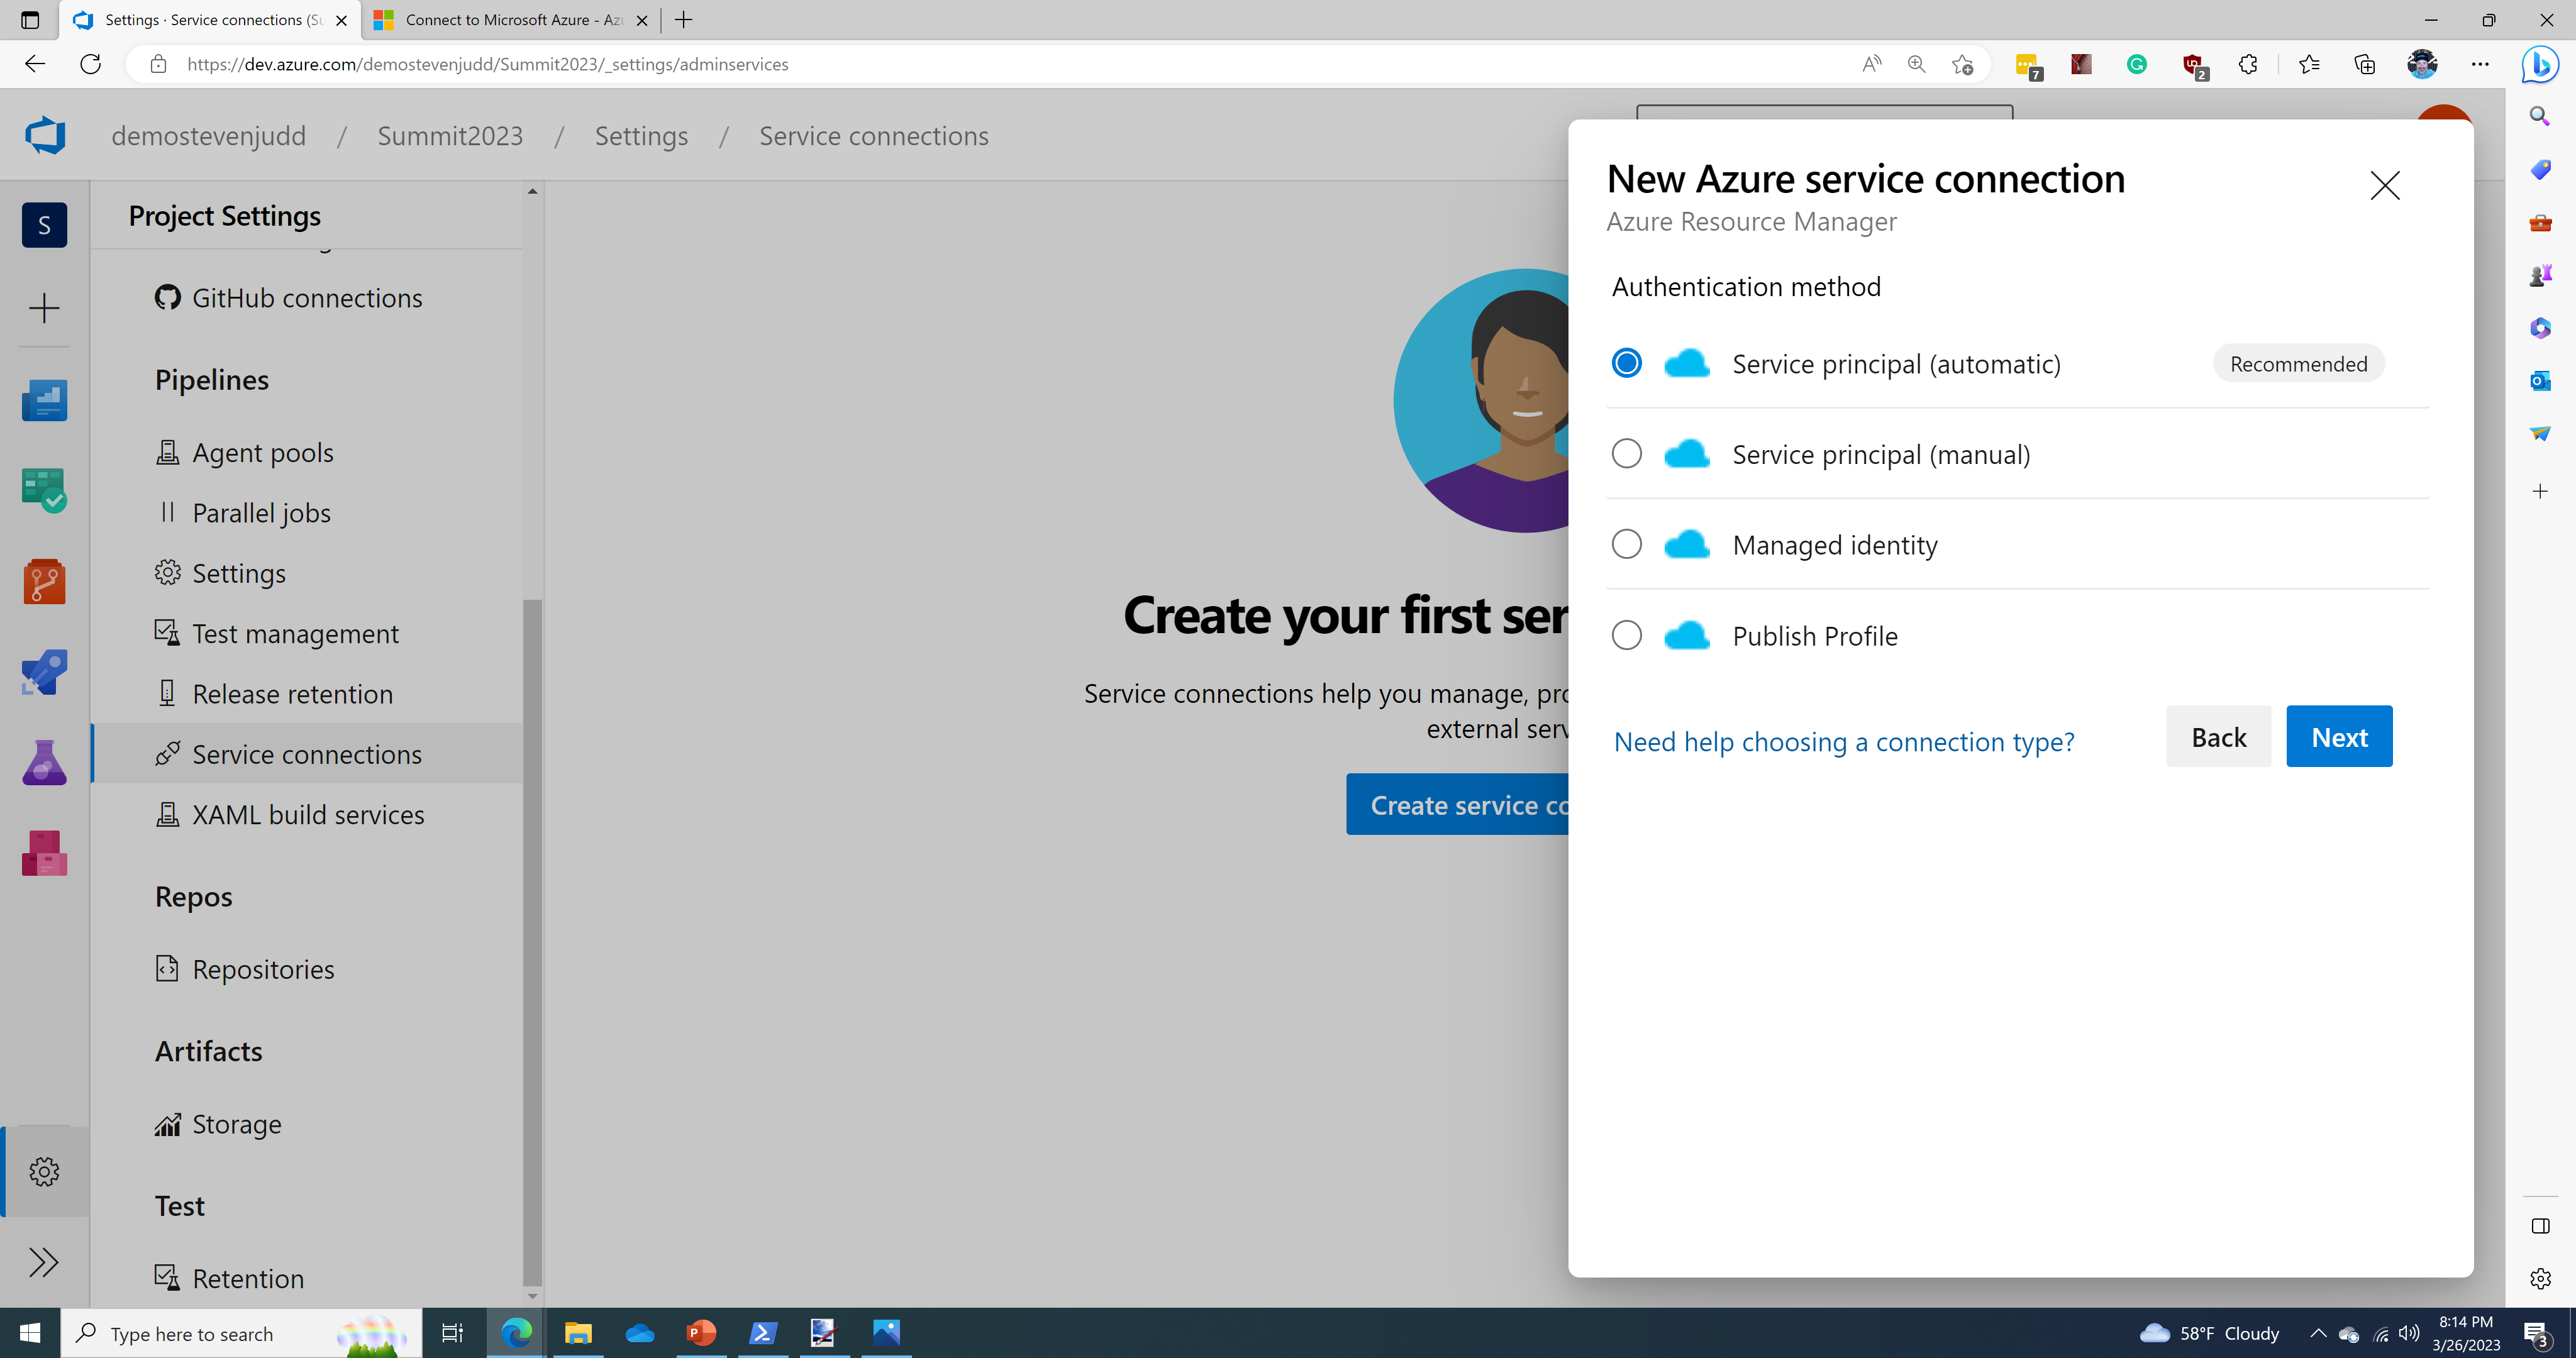 Settings · Service connections (Su
Connect to Microsoft Azure - Azu
https://dev.azure.com/demostevenjudd/Summit2023/_settings/adminservices
7
2
demostevenjudd / Summit2023 / Settings / Service connections
S
Project Settings
GitHub connections
Pipelines
Agent pools
Parallel jobs
Settings
Test management
Release retention
Service connections
XAML build services
Repos
Repositories
Artifacts
Storage
Test
Retention
Create your first ser
Service connections help you manage, pro
external serv
Create service co
New Azure service connection
Azure Resource Manager
Authentication method
Service principal (automatic)
Recommended
Service principal (manual)
Managed identity
Publish Profile
Need help choosing a connection type?
Back
Next
Type here to search
58°F Cloudy
8:14 PM
3/26/2023
3